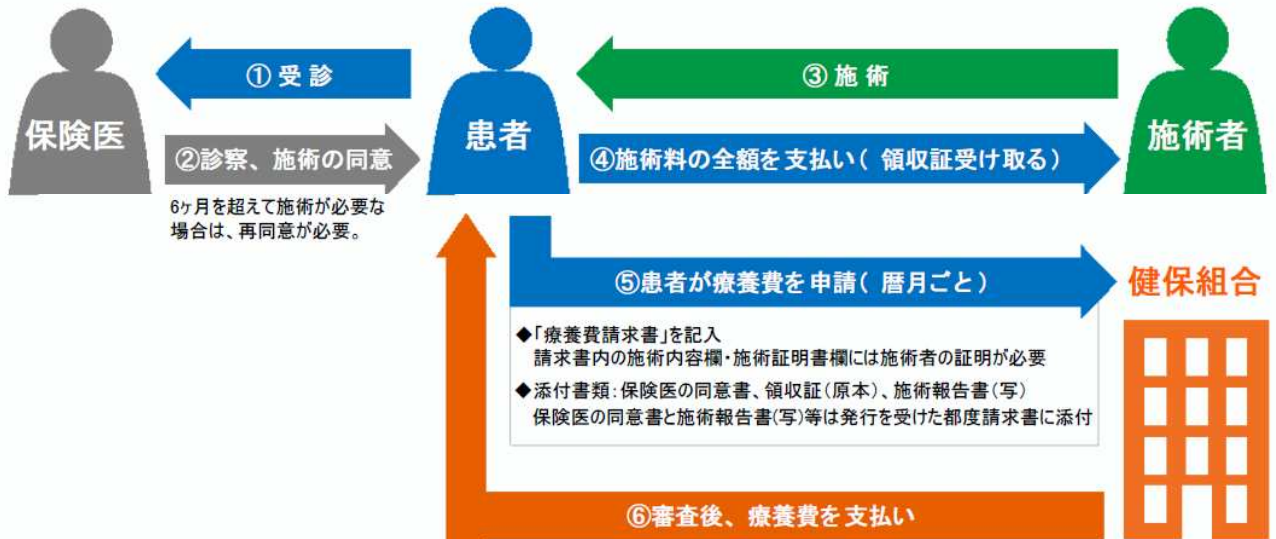 ①受診
③施術
保険医
患者
施術者
②診察、施術の同意
④施術料の全額を支払い(領収証受け取る)
6ヶ月を超えて施術が必要な
場合は、再同意が必要。
⑤患者が療養費を申請(暦月ごと)
健保組合
◆「療養費請求書」を記入
請求書内の施術内容欄・施術証明書欄には施術者の証明が必要
◆添付書類:保険医の同意書、領収証(原本)、施術報告書(写)
保険医の同意書と施術報告書(写)等は発行を受けた都度請求書に添付
⑥審査後、療養費を支払い